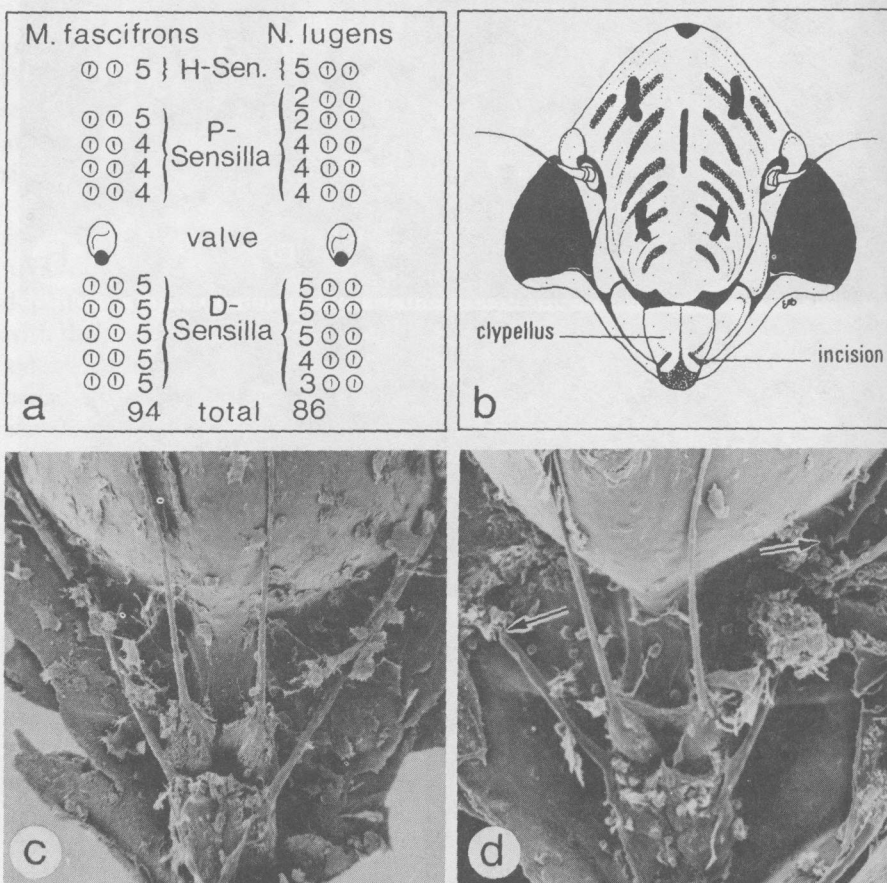 M. fascifrons N. lugens
5 H-Sen. 5
2
5 P- 2
4 Sensilla 4
4 4
4 4
valve
5 D- 5
5 Sensilla 5
5 5
5 4
5 3
94 total 86
a
clypellus
incision
b
c
d